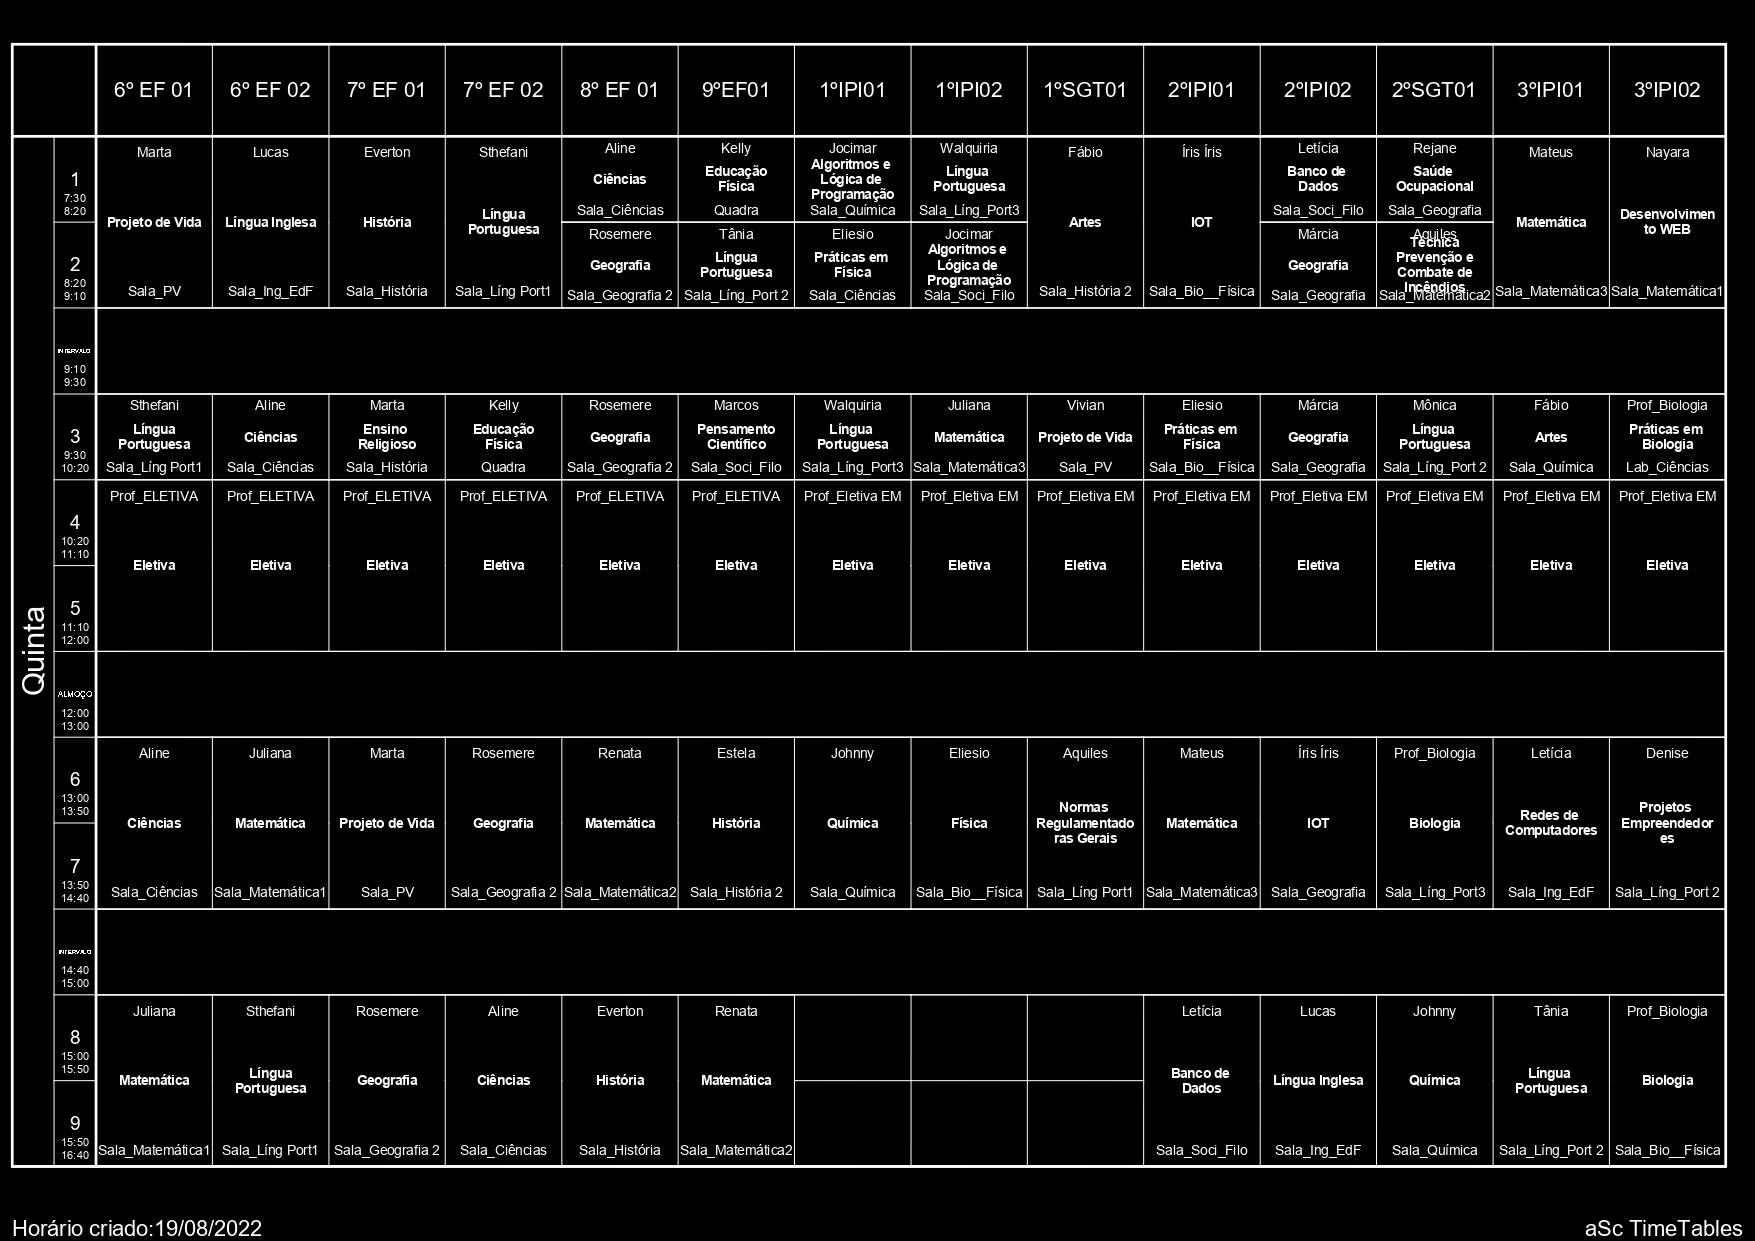 6º EF 01 6º EF 02 7º EF 01 7º EF 02 8º EF 01 9ºEF01 1ºIPI01 1ºIPI02 1ºSGT01 2ºIPI01 2ºIPI02 2ºSGT01 3ºIPI01 3ºIPI02
Quinta
1
7:30
8:20
2
8:20
9:10
Marta
Projeto de Vida
Sala_PV
Lucas
Língua Inglesa
Sala_Ing_EdF
Everton
História
Sala_História
Sthefani
Língua
Portuguesa
Sala_Líng Port1
Aline
Ciências
Sala_Ciências
Rosemere
Geografia
Sala_Geografia 2
Kelly
Educação
Física
Quadra
Tânia
Língua
Portuguesa
Sala_Líng_Port 2
Jocimar
Algoritmos e
Lógica de
Programação
Sala_Química
Eliesio
Práticas em
Física
Sala_Ciências
Walquiria
Língua
Portuguesa
Sala_Líng_Port3
Jocimar
Algoritmos e
Lógica de
Programação
Sala_Soci_Filo
Fábio
Artes
Sala_História 2
Íris Íris
IOT
Sala_Bio__Física
Letícia
Banco de
Dados
Sala_Soci_Filo
Márcia
Geografia
Sala_Geografia
Rejane
Saúde
Ocupacional
Sala_Geografia
Aquiles
Técnica
Prevenção e
Combate de
Incêndios
Sala_Matemática2
Mateus
Matemática
Sala_Matemática3
Nayara
Desenvolvimen
to WEB
Sala_Matemática1
INTERVALO
9:10
9:30
3
9:30
10:20
Sthefani
Língua
Portuguesa
Sala_Líng Port1
Aline
Ciências
Sala_Ciências
Marta
Ensino
Religioso
Sala_História
Kelly
Educação
Física
Quadra
Rosemere
Geografia
Sala_Geografia 2
Marcos
Pensamento
Científico
Sala_Soci_Filo
Walquiria
Língua
Portuguesa
Sala_Líng_Port3
Juliana
Matemática
Sala_Matemática3
Vivian
Projeto de Vida
Sala_PV
Eliesio
Práticas em
Física
Sala_Bio__Física
Márcia
Geografia
Sala_Geografia
Mônica
Língua
Portuguesa
Sala_Líng_Port 2
Fábio
Artes
Sala_Química
Prof_Biologia
Práticas em
Biologia
Lab_Ciências
4
10:20
11:10
5
11:10
12:00
Prof_ELETIVA Prof_ELETIVA Prof_ELETIVA Prof_ELETIVA Prof_ELETIVA Prof_ELETIVA Prof_Eletiva EM Prof_Eletiva EM Prof_Eletiva EM Prof_Eletiva EM Prof_Eletiva EM Prof_Eletiva EM Prof_Eletiva EM Prof_Eletiva EM
Eletiva Eletiva Eletiva Eletiva Eletiva Eletiva Eletiva Eletiva Eletiva Eletiva Eletiva Eletiva Eletiva Eletiva
ALMOÇO
12:00
13:00
6
13:00
13:50
7
13:50
14:40
Aline
Ciências
Sala_Ciências
Juliana
Matemática
Sala_Matemática1
Marta
Projeto de Vida
Sala_PV
Rosemere
Geografia
Sala_Geografia 2
Renata
Matemática
Sala_Matemática2
Estela
História
Sala_História 2
Johnny
Química
Sala_Química
Eliesio
Física
Sala_Bio__Física
Aquiles
Normas
Regulamentado
ras Gerais
Sala_Líng Port1
Mateus
Matemática
Sala_Matemática3
Íris Íris
IOT
Sala_Geografia
Prof_Biologia
Biologia
Sala_Líng_Port3
Letícia
Redes de
Computadores
Sala_Ing_EdF
Denise
Projetos
Empreendedor
es
Sala_Líng_Port 2
INTERVALO
14:40
15:00
8
15:00
15:50
9
15:50
16:40
Juliana
Matemática
Sala_Matemática1
Sthefani
Língua
Portuguesa
Sala_Líng Port1
Rosemere
Geografia
Sala_Geografia 2
Aline
Ciências
Sala_Ciências
Everton
História
Sala_História
Renata
Matemática
Sala_Matemática2
Letícia
Banco de
Dados
Sala_Soci_Filo
Lucas
Língua Inglesa
Sala_Ing_EdF
Johnny
Química
Sala_Química
Tânia
Língua
Portuguesa
Sala_Líng_Port 2
Prof_Biologia
Biologia
Sala_Bio__Física
Horário criado:19/08/2022
aSc TimeTables